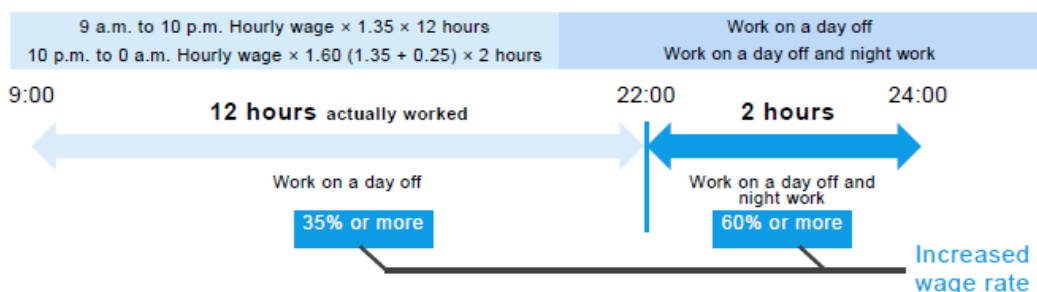 9 a.m. to 10 p.m. Hourly wage × 1.35 × 12 hours
Work on a day off
10 p.m. to 0 a.m. Hourly wage × 1.60 (1.35 + 0.25) × 2 hours
Work on a day off and night work
9:00
22:00
24:00
12 hours actually worked
2 hours
Work on a day off
Work on a day off and
night work
35% or more
60% or more
Increased
wage rate